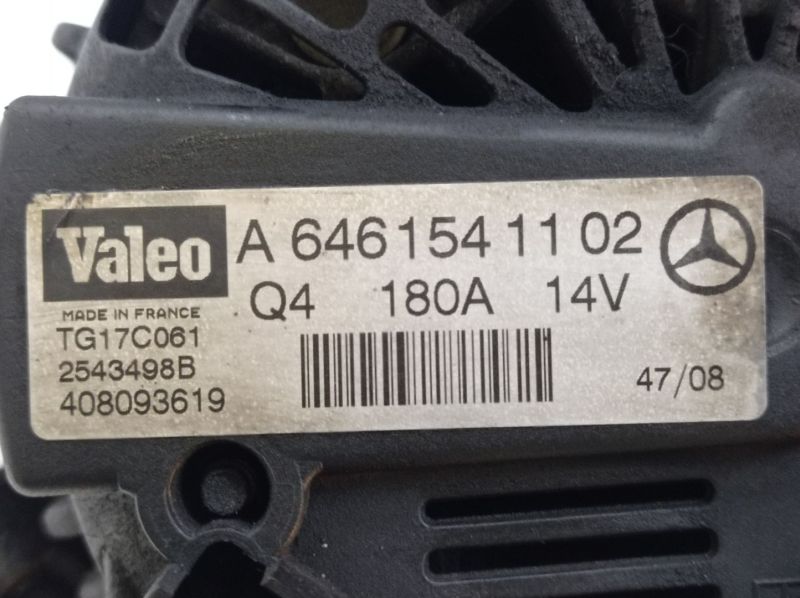 Valeo
A 646 154 11 02
Q4 180A 14V
MADE IN FRANCE
TG17C061
2543498B
408093619
47/08